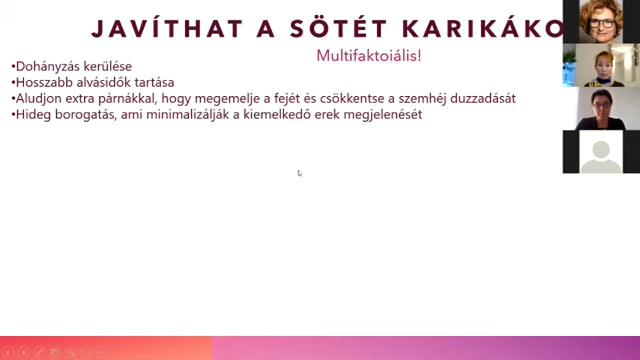 JAVÍTHAT A SÖTÉT KARIKÁKO
Multifaktoiális!
•Dohányzás kerülése
•Hosszabb alvásidők tartása
•Aludjon extra párnákkal, hogy megemelje a fejét és csökkentse a szemhéj duzzadását
•Hideg borogatás, ami minimalizálják a kiemelkedő erek megjelenését